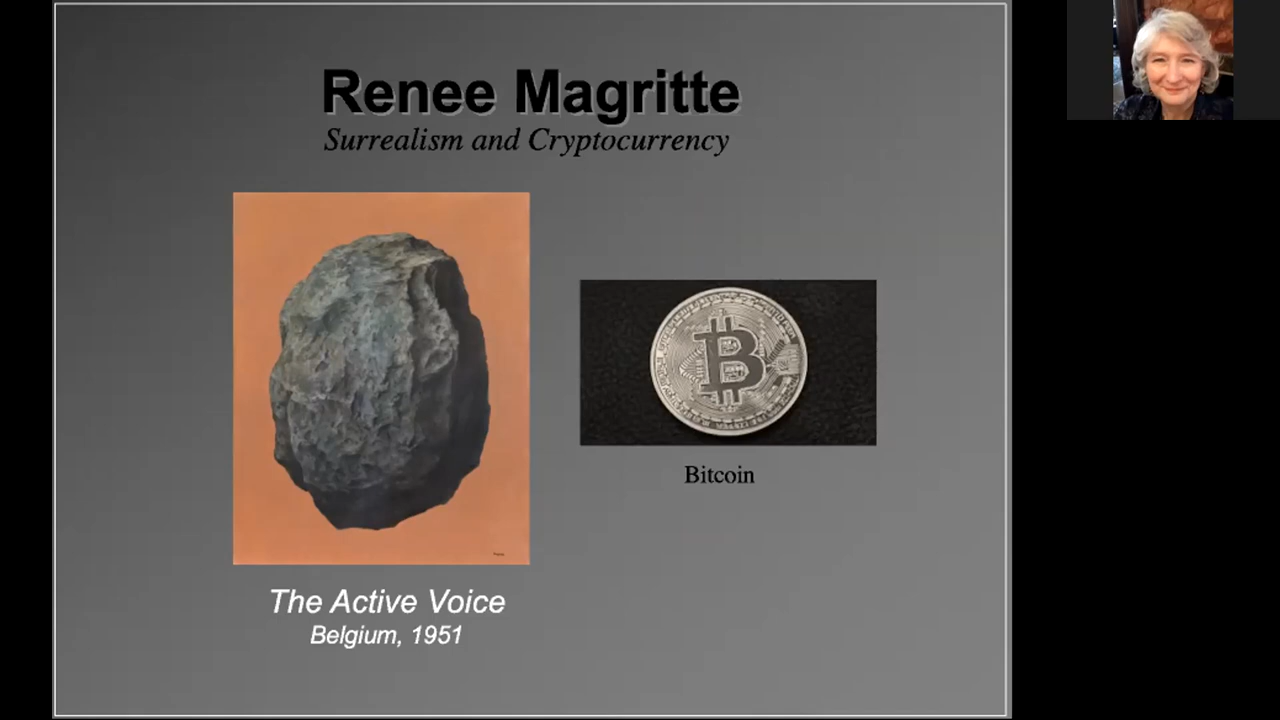 Renee Magritte
Surrealism and Cryptocurrency
Bitcoin
The Active Voice
Belgium, 1951